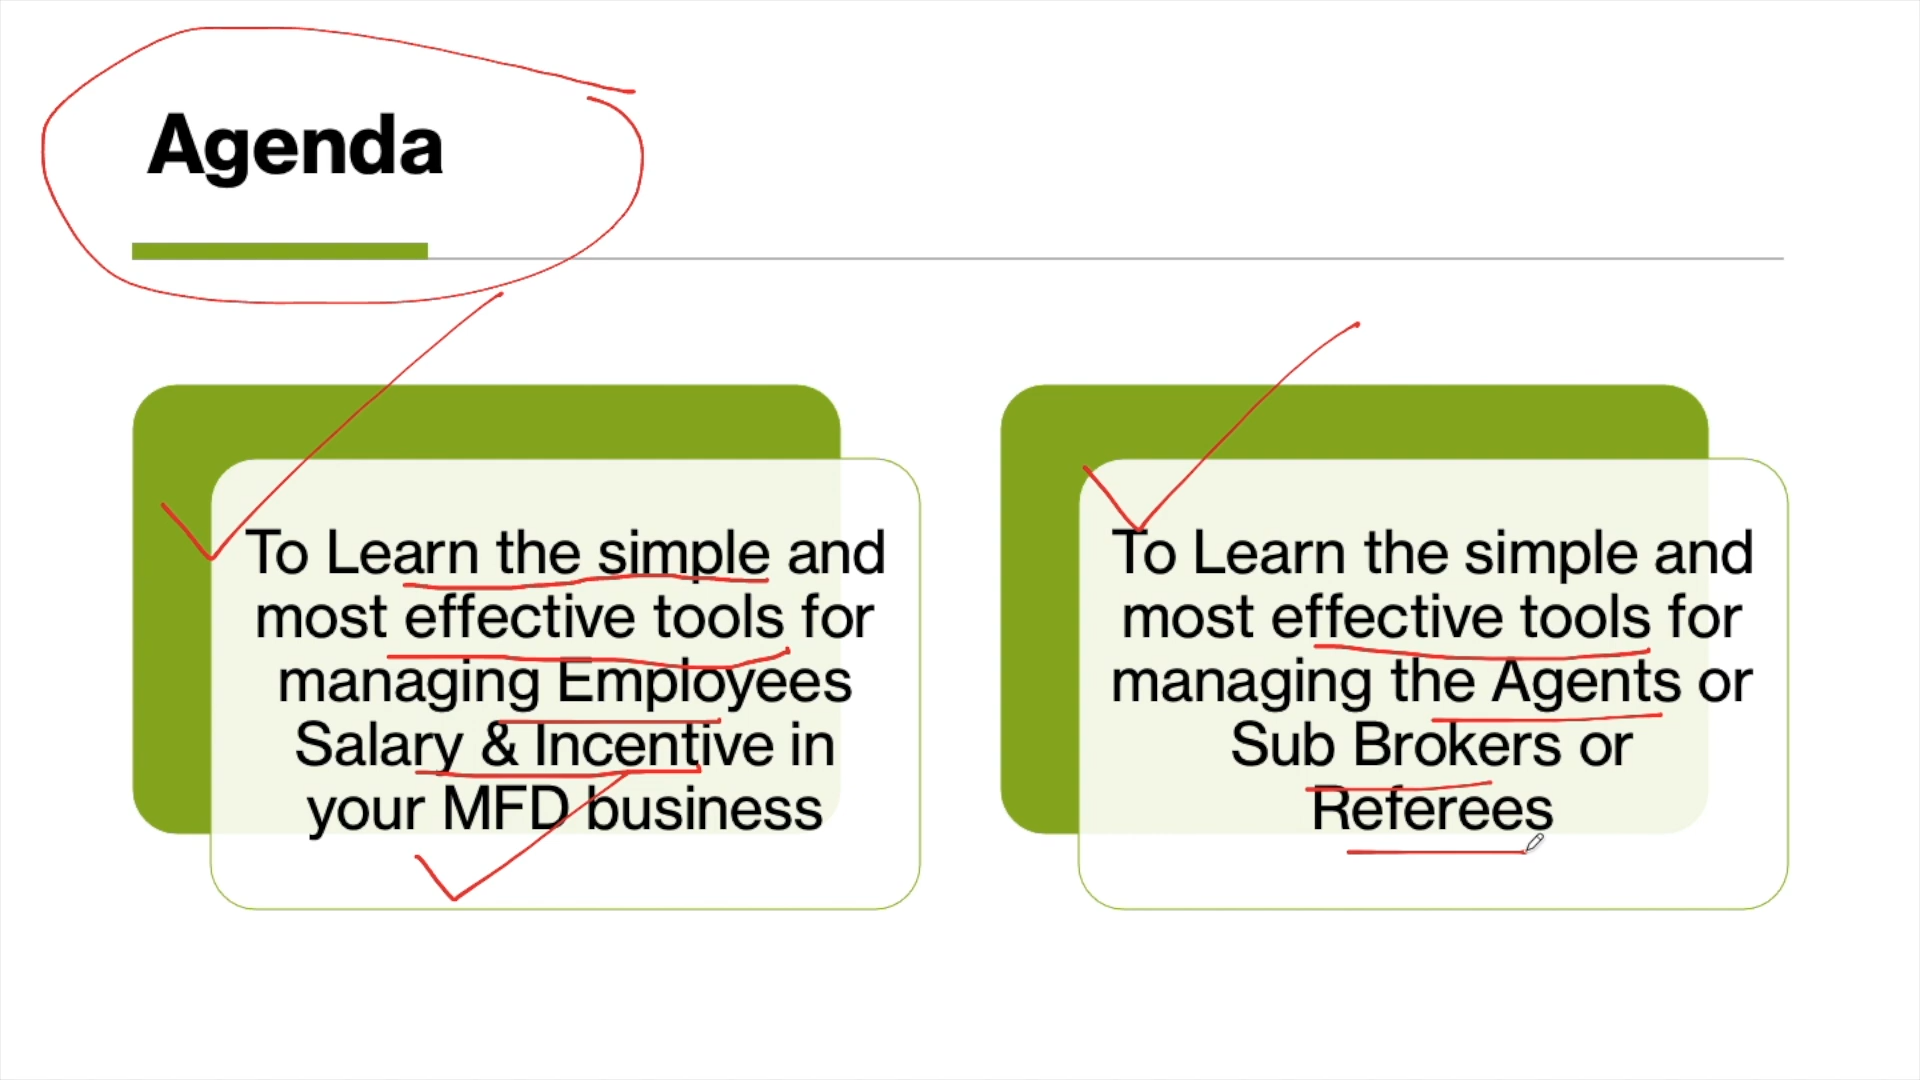 Agenda
To Learn the simple and
most effective tools for
managing Employees
Salary & Incentive in
your MFD business
To Learn the simple and
most effective tools for
managing the Agents or
Sub Brokers or
Referees